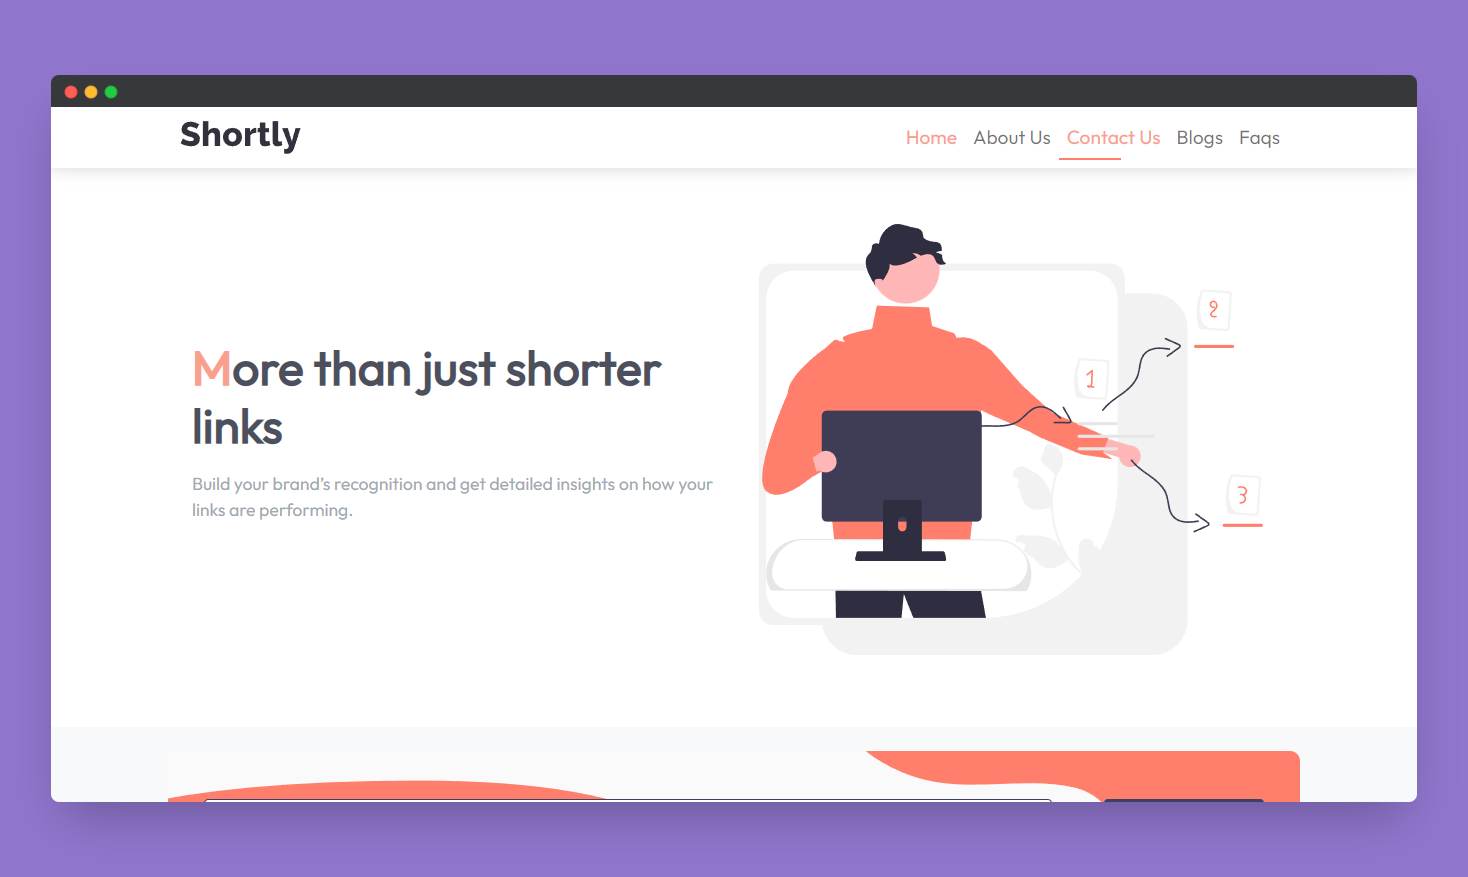 Shortly
Home About Us Contact Us Blogs Faqs
More than just shorter
links
Build your brand's recognition and get detailed insights on how your
links are performing.
2
1
3